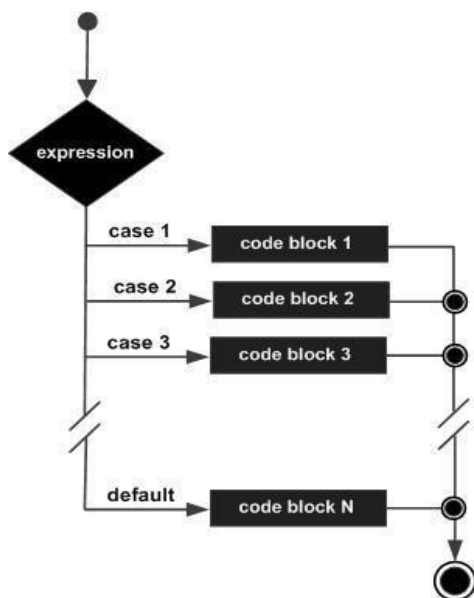 expression
case 1
code block 1
case 2
code block 2
case 3
code block 3
default
code block N